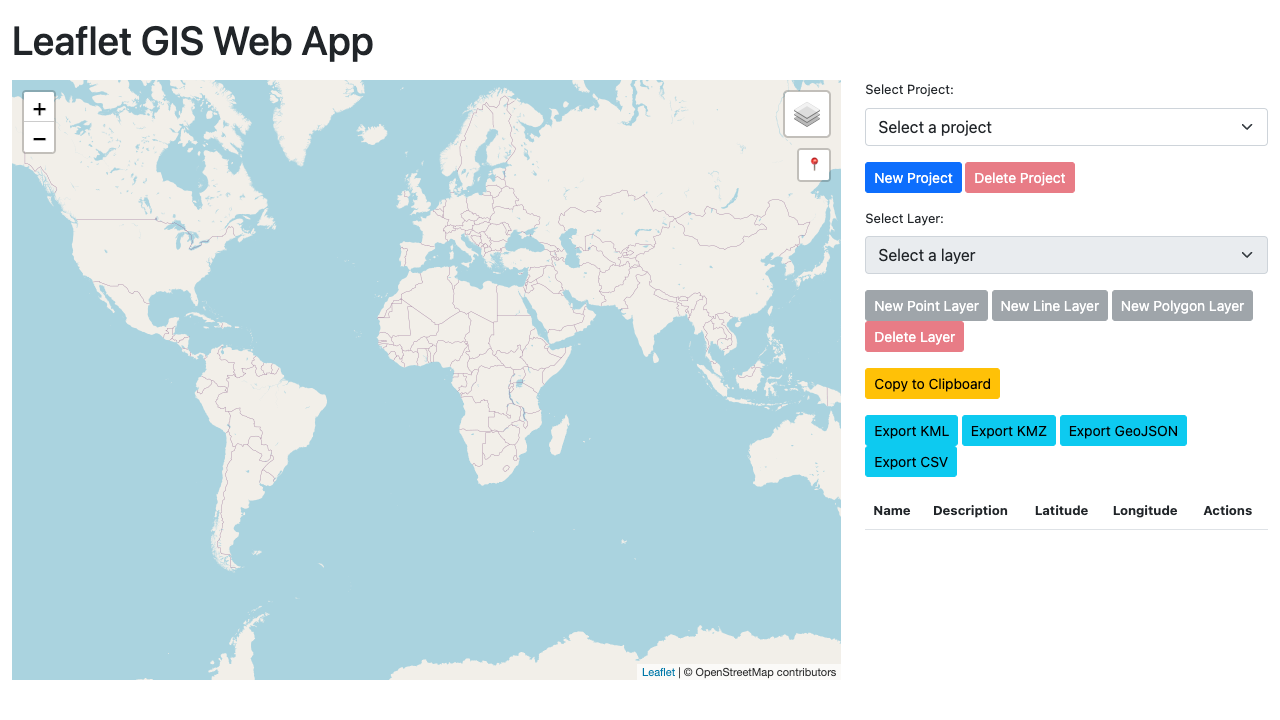 Leaflet GIS Web App
+
−
Leaflet | © OpenStreetMap contributors
Select Project:
Select a project
New Project Delete Project
Select Layer:
Select a layer
New Point Layer New Line Layer New Polygon Layer
Delete Layer
Copy to Clipboard
Export KML Export KMZ Export GeoJSON
Export CSV
Name Description Latitude Longitude Actions